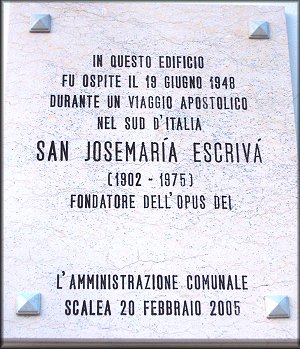 IN QUESTO EDIFICIO
FU OSPITE IL 19 GIUGNO 1948
DURANTE UN VIAGGIO APOSTOLICO
NEL SUD D'ITALIA
SAN JOSEMARÍA ESCRIVÁ
(1902 - 1975)
FONDATORE DELL'OPUS DEI
L'AMMINISTRAZIONE COMUNALE
SCALEA 20 FEBBRAIO 2005